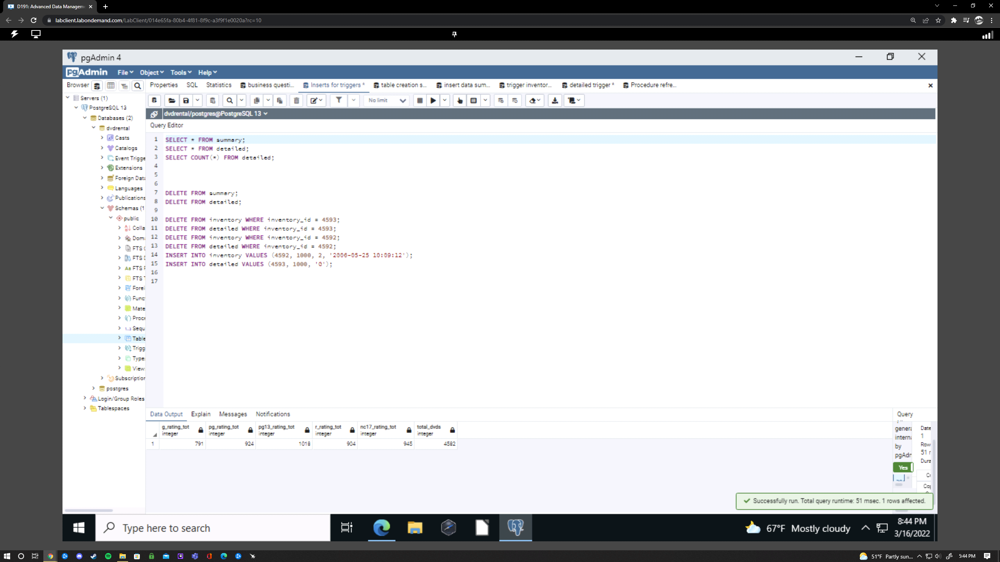 D191: Advanced Data Managem
labclient.labondemand.com/LabClient/014e65fa-80b4-4f81-8f9c-a3f9f1e0020a?rc=10
pgAdmin 4
pgAdmin File Object Tools Help
Browser
Properties SQL Statistics business questi... Inserts for triggers * table creation s... insert data sum... trigger inventor... detailed trigger * Procedure refre...
No limit
dvdrental/postgres@PostgreSQL 13
Query Editor
Servers (1)
PostgreSQL 13
Databases (2)
dvdrental
Casts
Catalogs
Event Trigge
Extensions
Foreign Data
Languages
Publications
Schemas (1
public
Colla
Doma
FTS C
FTS D
FTS P
FTS T
Forei
Func
Mate
Proce
1..3 Sequ
Table
Trigg
Type
View
Subscription
postgres
Login/Group Roles
Tablespaces
1 SELECT * FROM summary;
2 SELECT * FROM detailed;
3 SELECT COUNT(*) FROM detailed;
4
5
6
7 DELETE FROM summary;
8 DELETE FROM detailed;
9
10 DELETE FROM inventory WHERE inventory_id = 4593;
11 DELETE FROM detailed WHERE inventory_id = 4593;
12 DELETE FROM inventory WHERE inventory_id = 4592;
13 DELETE FROM detailed WHERE inventory_id = 4592;
14 INSERT INTO inventory VALUES (4592, 1000, 2, '2006-05-25 10:09:12');
15 INSERT INTO detailed VALUES (4593, 1000, 'G');
16
17
Data Output Explain Messages Notifications
g_rating_tot pg_rating_tot pg13_rating_tot r_rating_tot nc17_rating_tot total_dvds
integer integer integer integer integer integer
1 791 924 1018 904 945 4582
Query
genera
interna
by
pgAdm
Yes
Date
1
Row
51 r
Dura
Co
Cop
Successfully run. Total query runtime: 51 msec. 1 rows affected.
Type here to search
67°F Mostly cloudy
8:44 PM
3/16/2022
51°F Partly sun...
5:44 PM